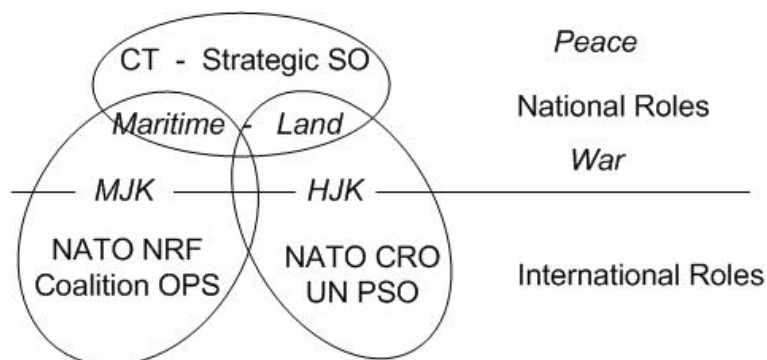 CT - Strategic SO
Peace
National Roles
Maritime - Land
War
MJK
HJK
NATO NRF
Coalition OPS
NATO CRO
UN PSO
International Roles